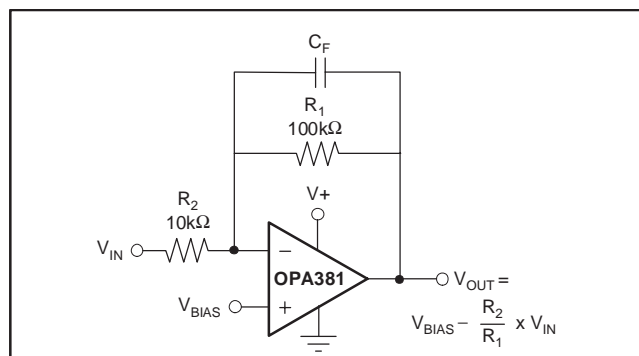 C_F
R_1
100kΩ
R_2
10kΩ
V+
V_IN
−
OPA381
V_OUT =
V_BIAS
+
V_BIAS − R_2/R_1 x V_IN